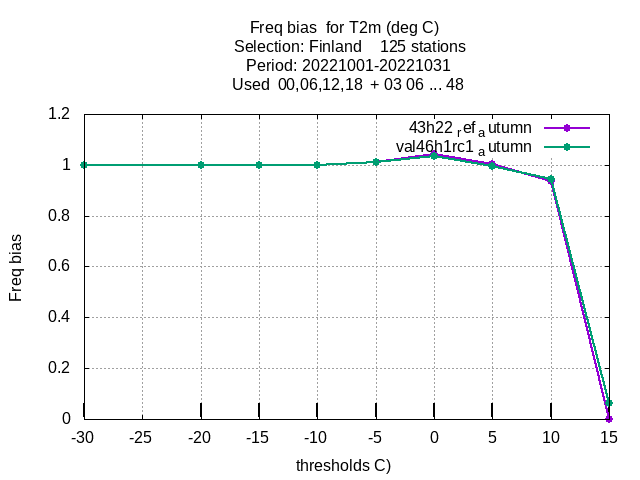 Freq bias  for T2m (deg C)
Selection: Finland    125 stations
Period: 20221001-20221031
Used  00,06,12,18  + 03 06 ... 48
43h22 ref a utumn
val46h1rc1 a utumn
1.2
1
0.8
0.6
0.4
0.2
0
Freq bias
-30 -25 -20 -15 -10 -5 0 5 10 15
thresholds C)